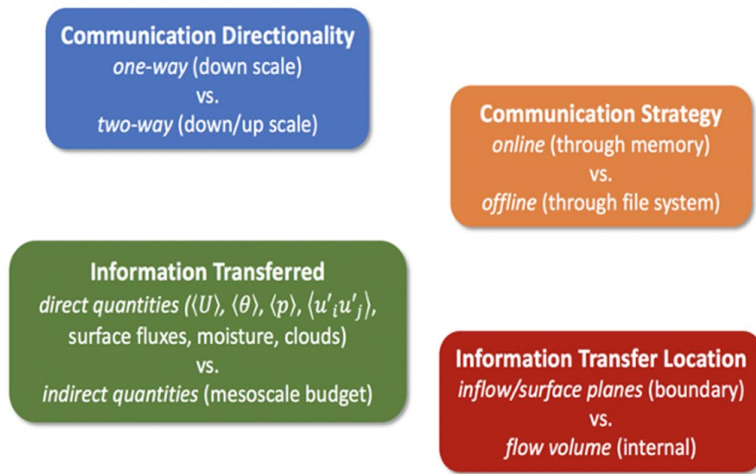 Communication Directionality
one-way (down scale)
vs.
two-way (down/up scale)
Communication Strategy
online (through memory)
vs.
offline (through file system)
Information Transferred
direct quantities (⟨U⟩, ⟨θ⟩, ⟨p⟩, ⟨u'ᵢu'ⱼ⟩,
surface fluxes, moisture, clouds)
vs.
indirect quantities (mesoscale budget)
Information Transfer Location
inflow/surface planes (boundary)
vs.
flow volume (internal)